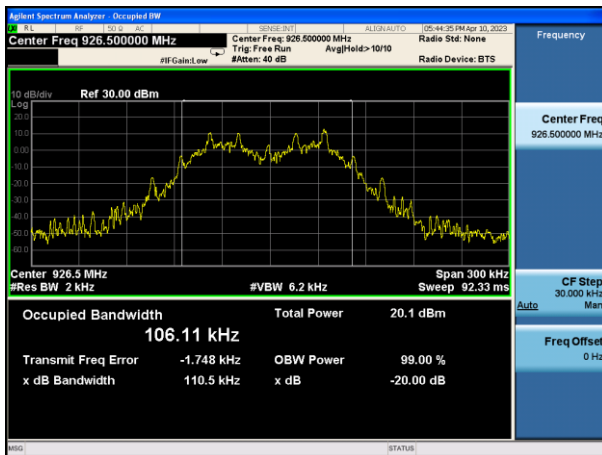 Agilent Spectrum Analyzer - Occupied BW
RL RF 50 Ω AC SENSE:INT ALIGNAUTO 05:44:35 PM Apr 10, 2023
Center Freq 926.500000 MHz Center Freq: 926.500000 MHz Radio Std: None
Trig: Free Run Avg|Hold:> 10/10
#IFGain:Low #Atten: 40 dB Radio Device: BTS
10 dB/div Ref 30.00 dBm
Log
20.0
10.0
0.00
-10.0
-20.0
-30.0
-40.0
-50.0
-60.0
Center 926.5 MHz Span 300 kHz
#Res BW 2 kHz #VBW 6.2 kHz Sweep 92.33 ms
Occupied Bandwidth Total Power 20.1 dBm
106.11 kHz
Transmit Freq Error -1.748 kHz OBW Power 99.00 %
x dB Bandwidth 110.5 kHz x dB -20.00 dB
MSG STATUS
Frequency
Center Freq
926.500000 MHz
CF Step
30.000 kHz
Auto Man
Freq Offset
0 Hz